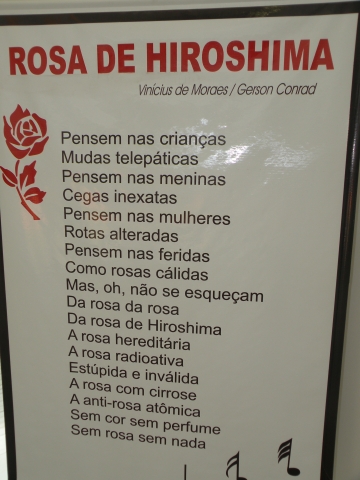 ROSA DE HIROSHIMA
Vinícius de Moraes / Gerson Conrad
Pensem nas crianças
Mudas telepáticas
Pensem nas meninas
Cegas inexatas
Pensem nas mulheres
Rotas alteradas
Pensem nas feridas
Como rosas cálidas
Mas, oh, não se esqueçam
Da rosa da rosa
Da rosa de Hiroshima
A rosa hereditária
A rosa radioativa
Estúpida e inválida
A rosa com cirrose
A anti-rosa atômica
Sem cor sem perfume
Sem rosa sem nada